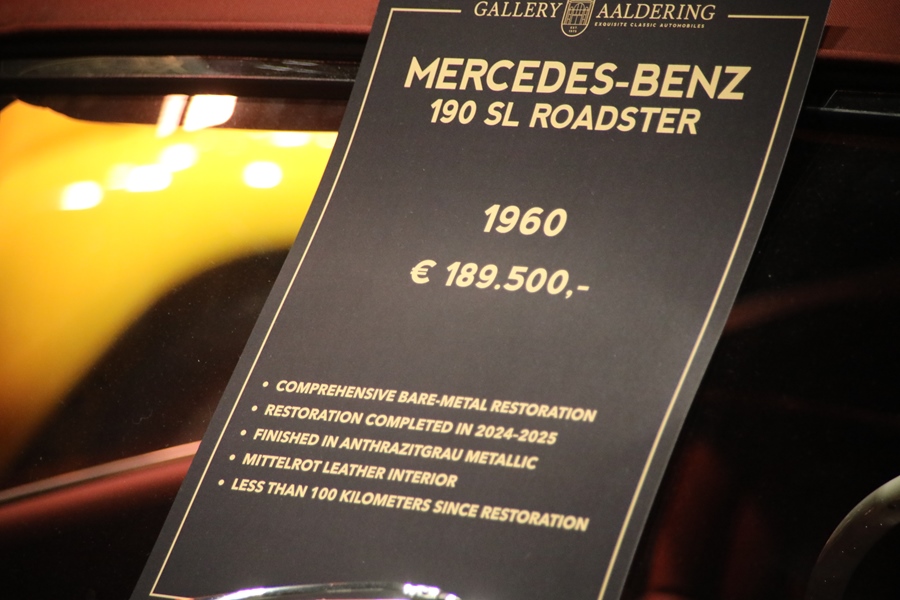 GALLERY AALDERING
EXQUISITE CLASSIC AUTOMOBILES
MERCEDES-BENZ
190 SL ROADSTER
1960
€ 189.500,-
• COMPREHENSIVE BARE-METAL RESTORATION
• RESTORATION COMPLETED IN 2024-2025
• FINISHED IN ANTHRAZITGRAU METALLIC
• MITTELROT LEATHER INTERIOR
• LESS THAN 100 KILOMETERS SINCE RESTORATION